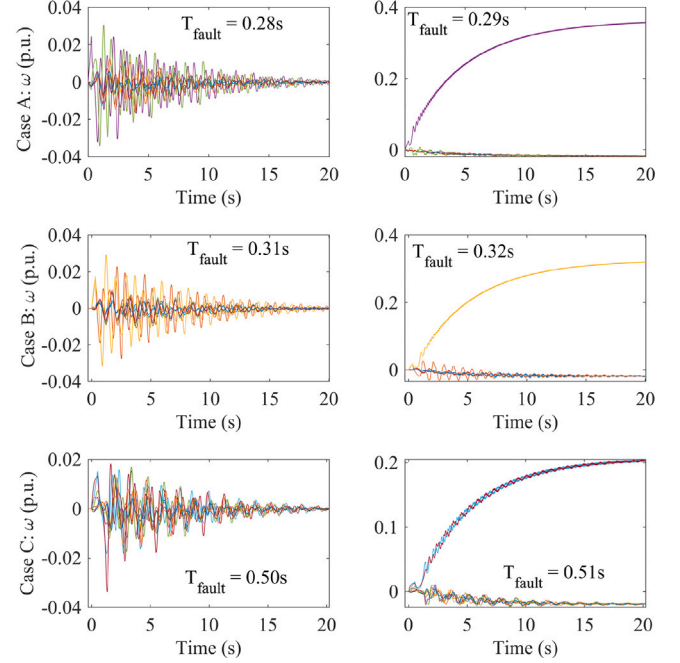 0.04
0.02
0
-0.02
-0.04
Case A: ω (p.u.)
T_fault = 0.28s
0 5 10 15 20
Time (s)
0.4
0.2
0
T_fault = 0.29s
0 5 10 15 20
Time (s)
0.04
0.02
0
-0.02
-0.04
Case B: ω (p.u.)
T_fault = 0.31s
0 5 10 15 20
Time (s)
0.4
0.2
0
T_fault = 0.32s
0 5 10 15 20
Time (s)
0.02
0
-0.02
-0.04
Case C: ω (p.u.)
T_fault = 0.50s
0 5 10 15 20
Time (s)
0.2
0.1
0
T_fault = 0.51s
0 5 10 15 20
Time (s)